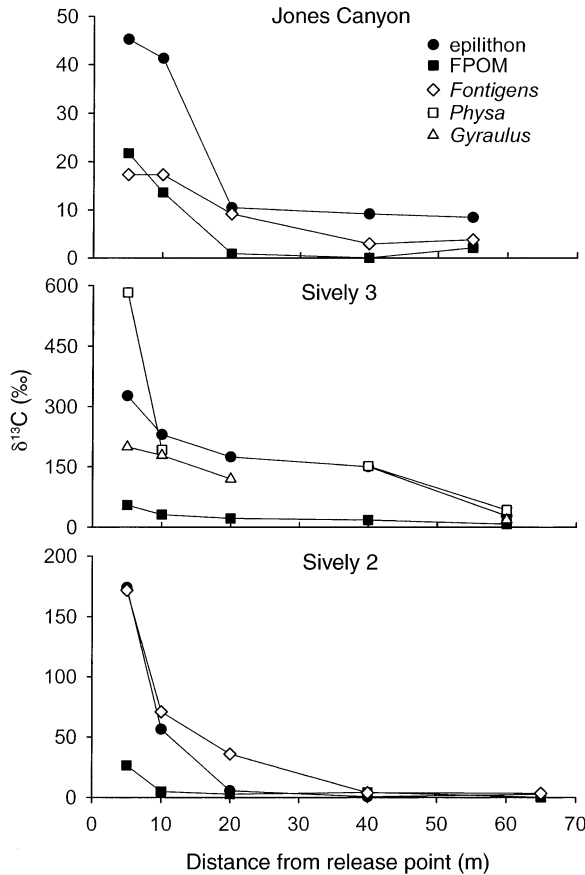 Jones Canyon
50
40
30
20
10
0
epilithon
FPOM
Fontigens
Physa
Gyraulus
Sively 3
600
450
300
150
0
δ¹³C (‰)
Sively 2
200
150
100
50
0
0 10 20 30 40 50 60 70
Distance from release point (m)